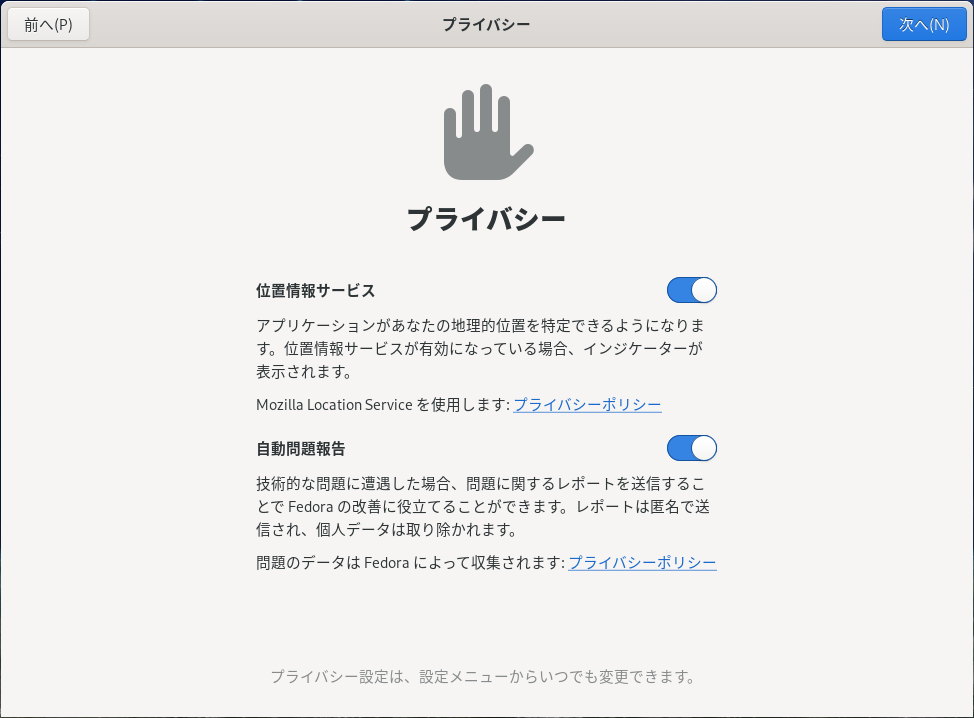 前へ(P)
プライバシー
次へ(N)
プライバシー
位置情報サービス
アプリケーションがあなたの地理的位置を特定できるようになりま
す。位置情報サービスが有効になっている場合、インジケーターが
表示されます。
Mozilla Location Service を使用します: プライバシーポリシー
自動問題報告
技術的な問題に遭遇した場合、問題に関するレポートを送信するこ
とで Fedora の改善に役立てることができます。レポートは匿名で送
信され、個人データは取り除かれます。
問題のデータは Fedora によって収集されます: プライバシーポリシー
プライバシー設定は、設定メニューからいつでも変更できます。